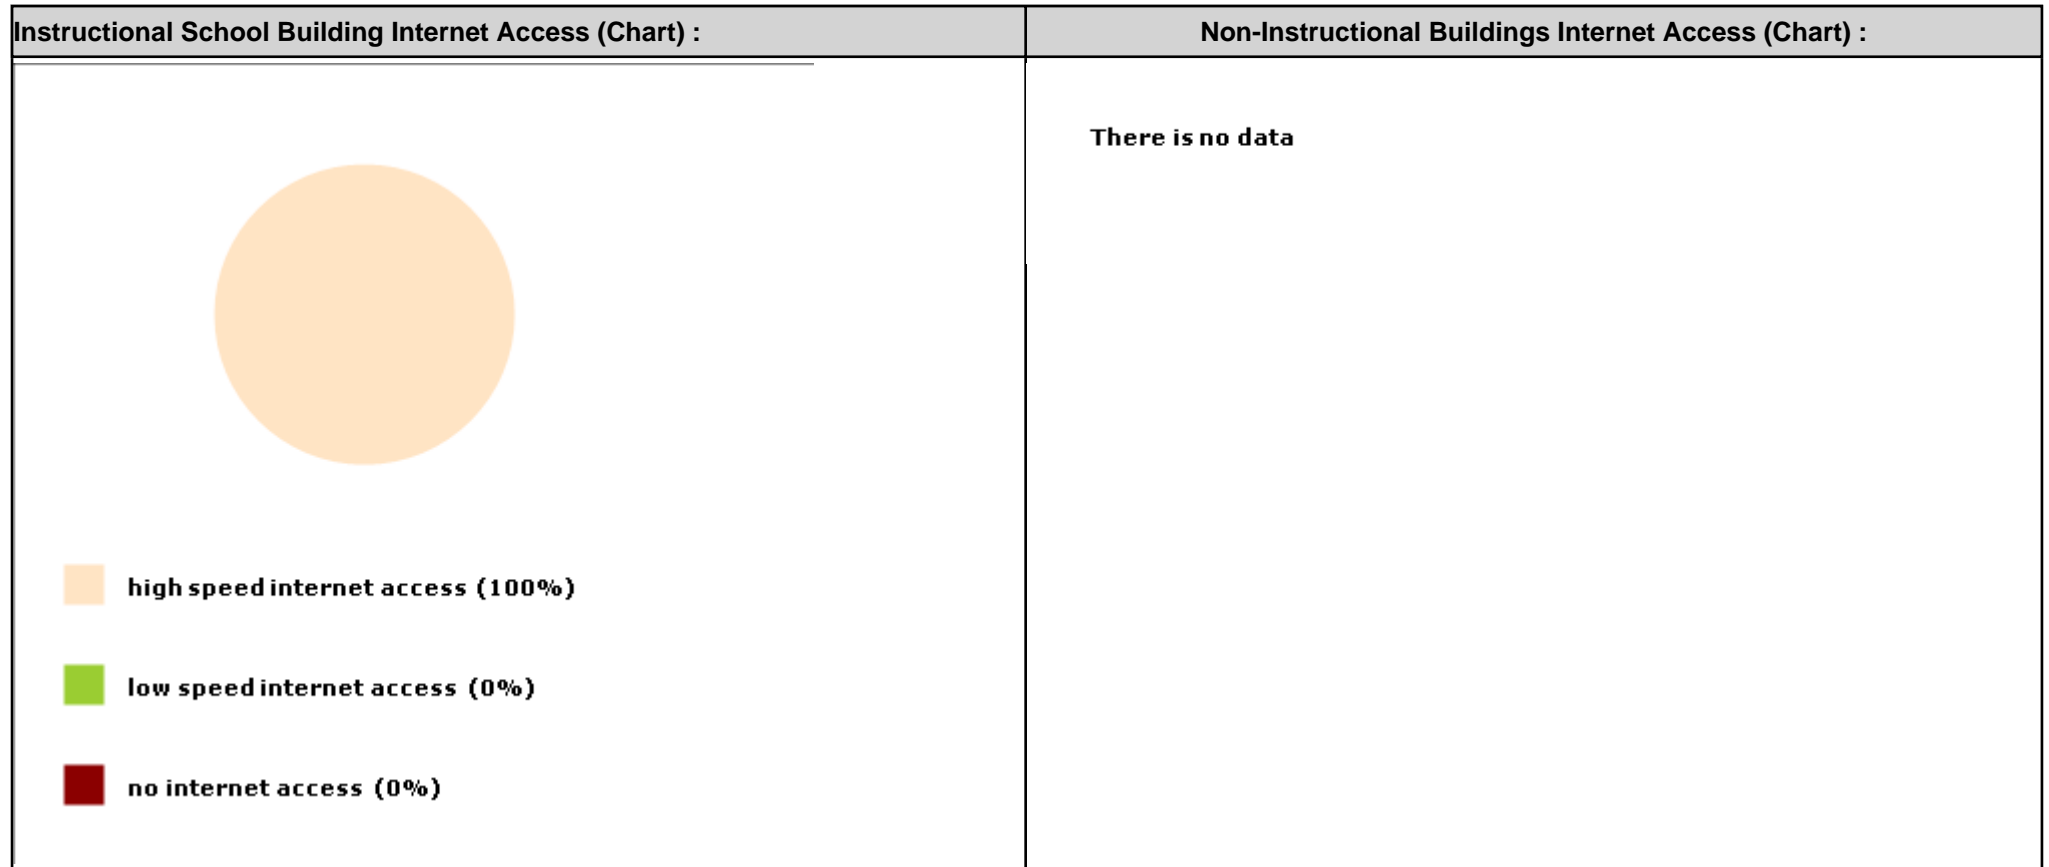 Instructional School Building Internet Access (Chart) :
Non-Instructional Buildings Internet Access (Chart) :
high speed internet access (100%)
low speed internet access (0%)
no internet access (0%)
There is no data